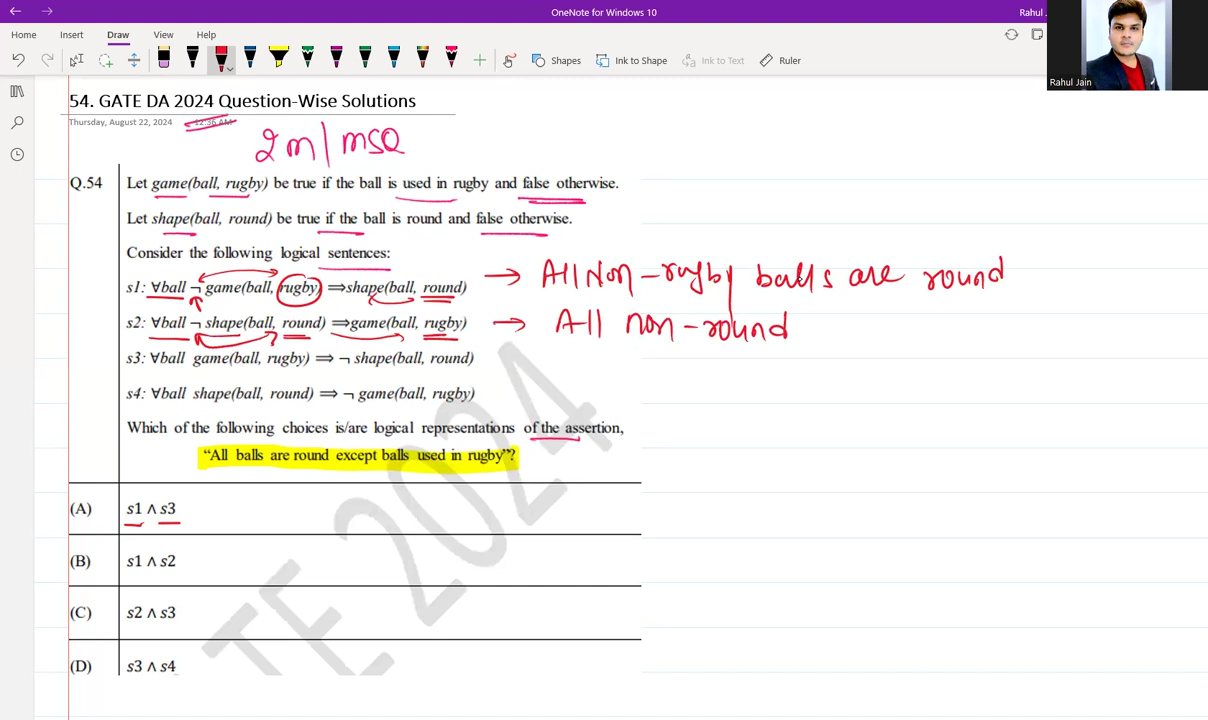 OneNote for Windows 10
Rahul J
Home Insert Draw View Help
Shapes Ink to Shape Ink to Text Ruler
Rahul Jain
54. GATE DA 2024 Question-Wise Solutions
Thursday, August 22, 2024 12:36 AM
2m | MSQ
Q.54 Let game(ball, rugby) be true if the ball is used in rugby and false otherwise.
Let shape(ball, round) be true if the ball is round and false otherwise.
Consider the following logical sentences:
s1: ∀ball ¬ game(ball, rugby) ⟹ shape(ball, round) → All Non-rugby balls are round
s2: ∀ball ¬ shape(ball, round) ⟹ game(ball, rugby) → All non-round
s3: ∀ball game(ball, rugby) ⟹ ¬ shape(ball, round)
s4: ∀ball shape(ball, round) ⟹ ¬ game(ball, rugby)
Which of the following choices is/are logical representations of the assertion,
“All balls are round except balls used in rugby”?
(A) s1 ∧ s3
(B) s1 ∧ s2
(C) s2 ∧ s3
(D) s3 ∧ s4
TE 2024